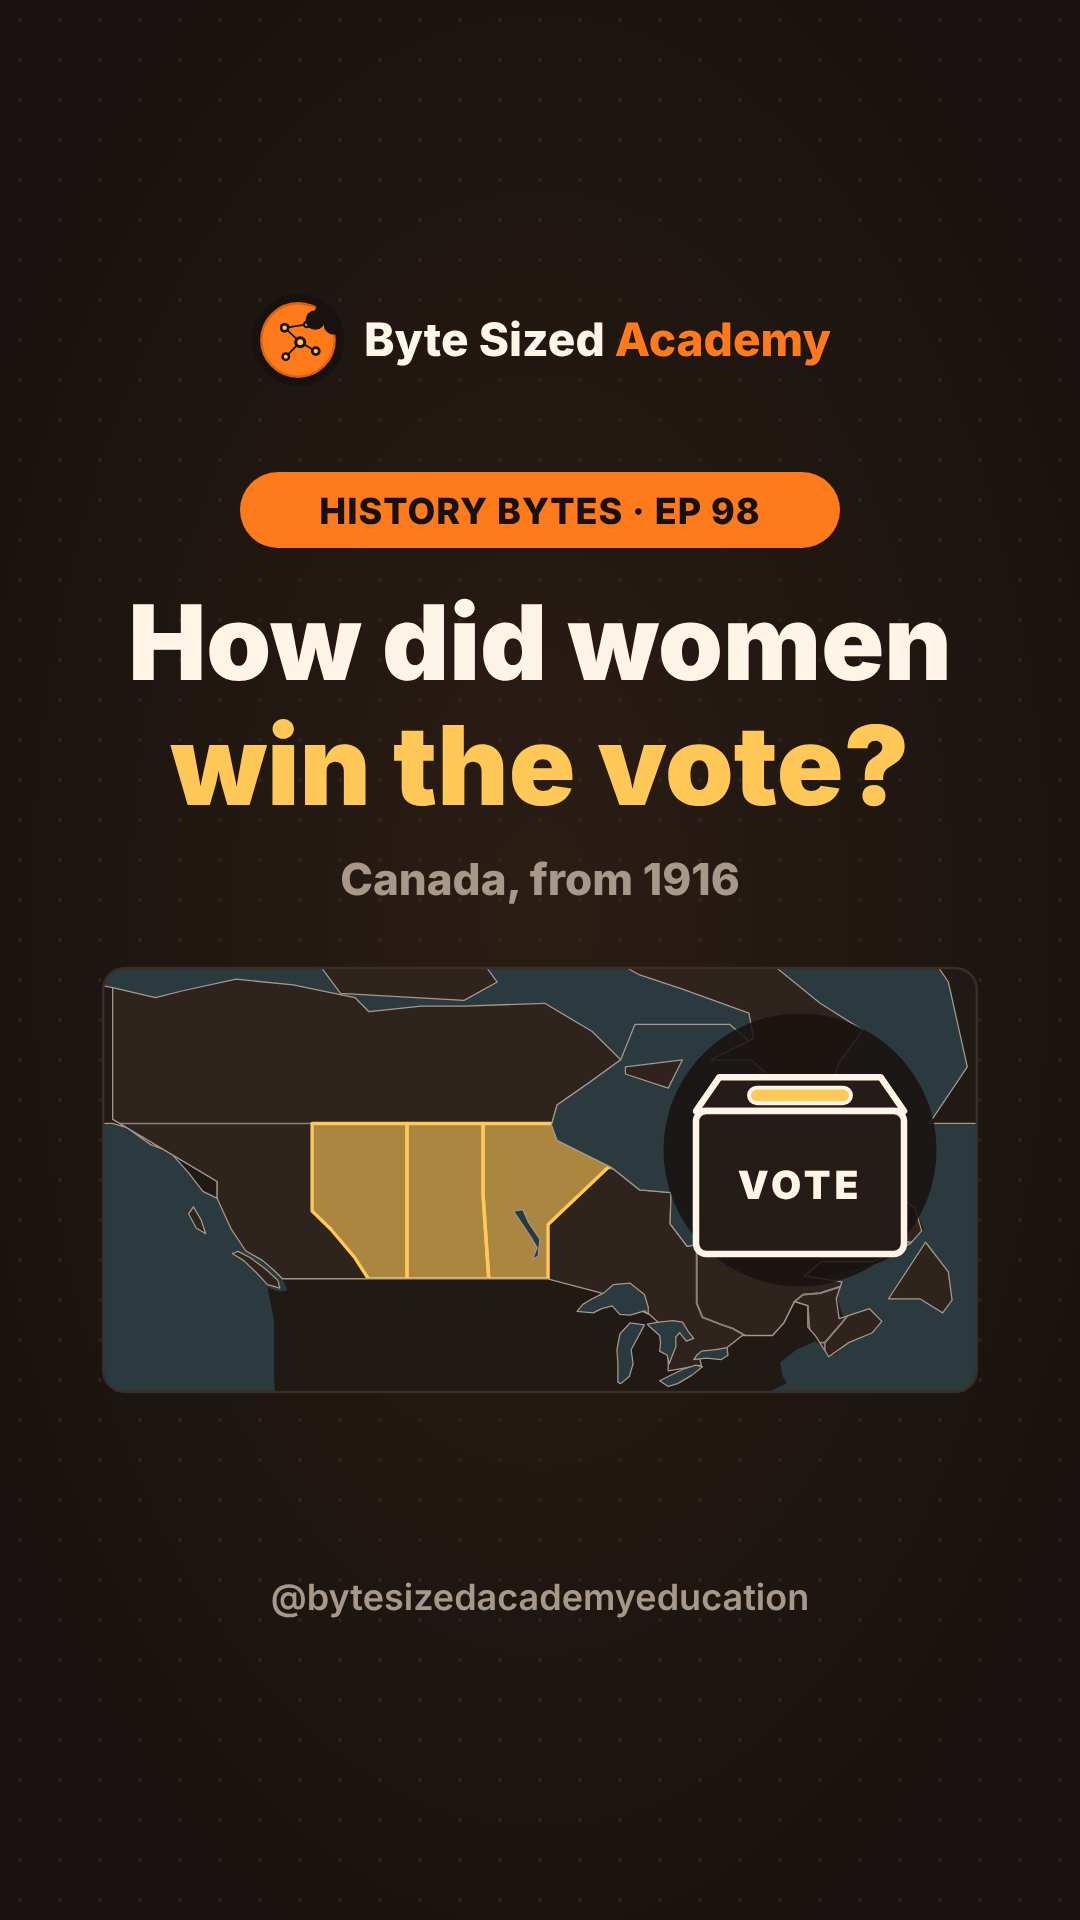 Byte Sized Academy
HISTORY BYTES · EP 98
How did women
win the vote?
Canada, from 1916
VOTE
@bytesizedacademyeducation